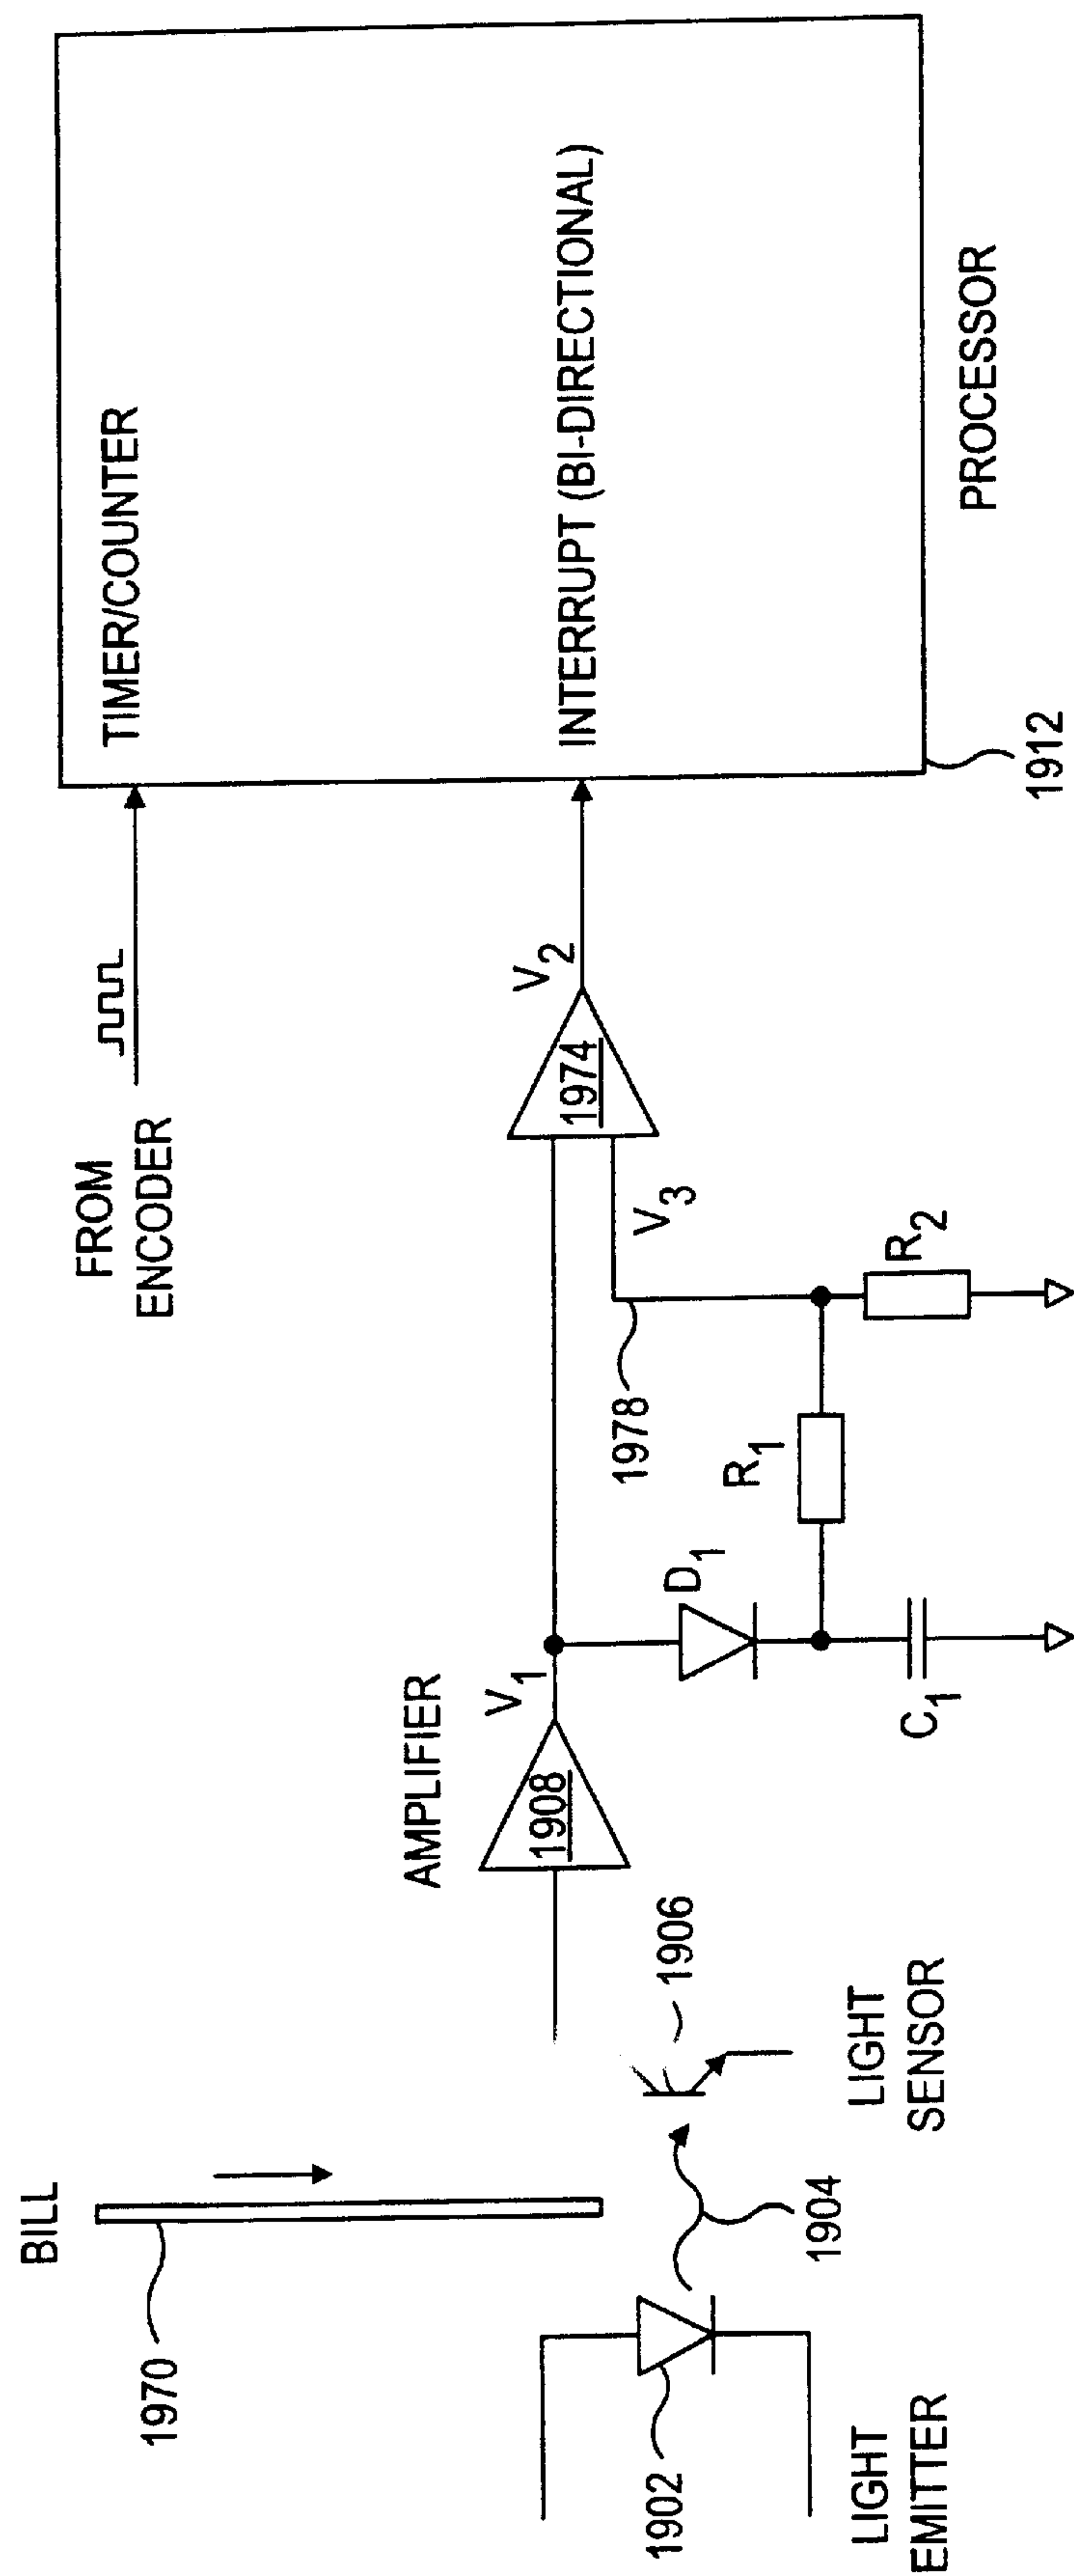 BILL
1970
FROM
ENCODER
TIMER/COUNTER
AMPLIFIER
V1
1908
V2
1974
INTERRUPT (BI-DIRECTIONAL)
1906
V3
1978
1902
1904
D1
R1
R2
C1
LIGHT
EMITTER
LIGHT
SENSOR
PROCESSOR
1912